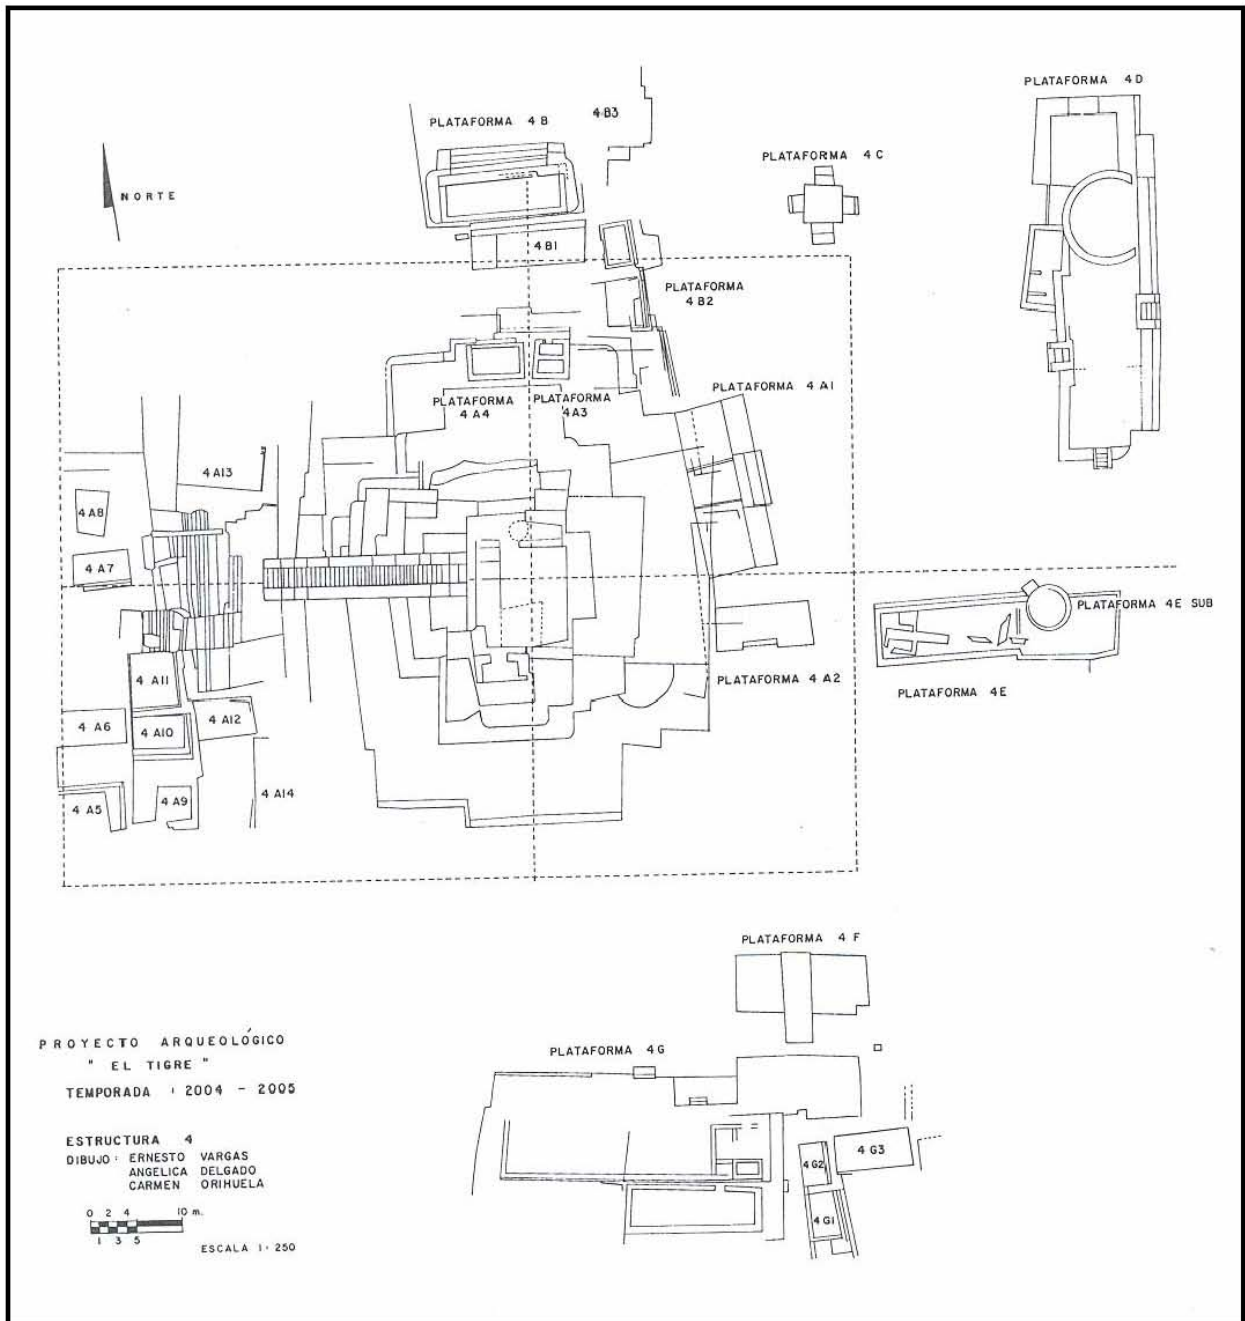 PLATAFORMA 4 D
4 B3
PLATAFORMA 4 B
PLATAFORMA 4 C
NORTE
4 B1
PLATAFORMA
4 B2
PLATAFORMA 4 A1
PLATAFORMA
4 A4
PLATAFORMA
4 A3
4 A13
4 A8
4 A7
PLATAFORMA 4 E SUB
4 A11
PLATAFORMA 4 A2
PLATAFORMA 4 E
4 A6
4 A10
4 A12
4 A5
4 A9
4 A14
PLATAFORMA 4 F
PLATAFORMA 4 G
4 G2
4 G3
4 G1
PROYECTO ARQUEOLÓGICO
" EL TIGRE "
TEMPORADA : 2004 - 2005
ESTRUCTURA 4
DIBUJO : ERNESTO VARGAS
ANGELICA DELGADO
CARMEN ORIHUELA
0 2 4 10 m.
1 3 5
ESCALA 1:250